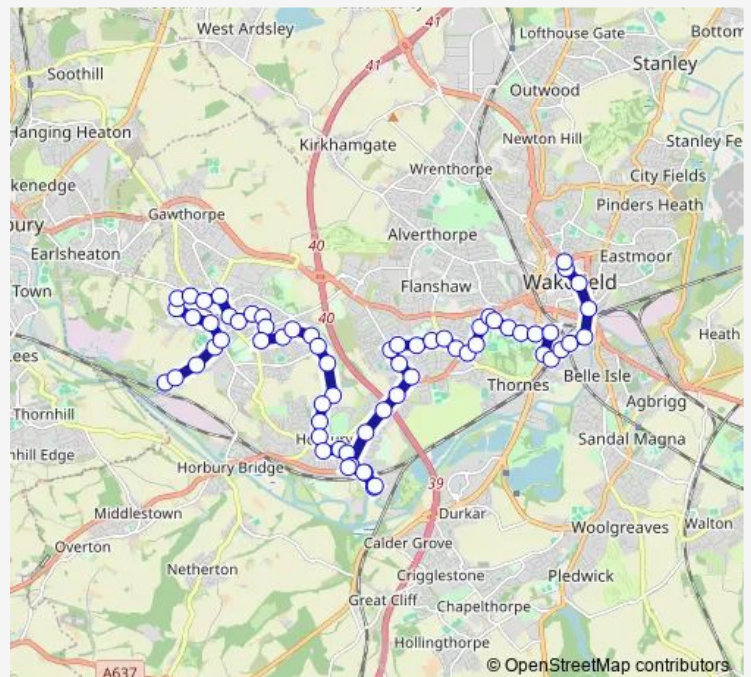 41
West Ardsley
Lofthouse Gate
Bottom
41
Stanley
Soothill
Outwood
Hanging Heaton
Kirkhamgate
Newton Hill
Stanley Fe
Wrenthorpe
kenedge
City Fields
Gawthorpe
Pinders Heath
bury
Alverthorpe
40
Earlsheaton
Eastmoor
Town
Flanshaw
Wakefield
40
Heath
Lees
Thornes
Belle Isle
Agbrigg
Thornhill
Horbury
Sandal Magna
nhill Edge
Horbury Bridge
39
Middlestown
Durkar
Woolgreaves
Walton
Overton
Calder Grove
Netherton
Crigglestone
Pledwick
Great Cliff
Chapelthorpe
Hollingthorpe
A637
© OpenStreetMap contributors